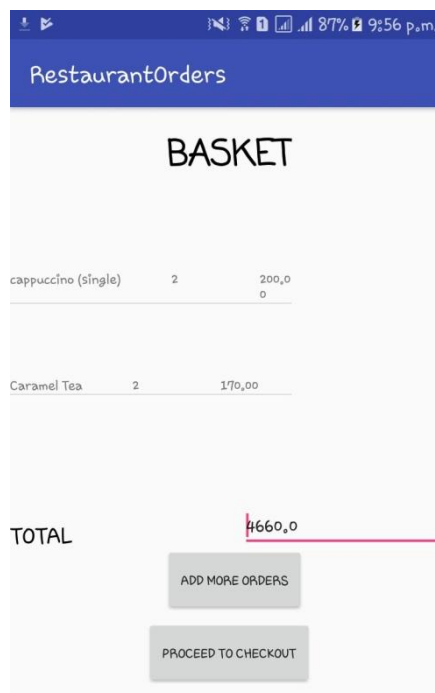 1 87% 9:56 p.m.
RestaurantOrders
BASKET
cappuccino (single) 2 200.0
0
Caramel Tea 2 170.00
TOTAL 4660.0
ADD MORE ORDERS
PROCEED TO CHECKOUT